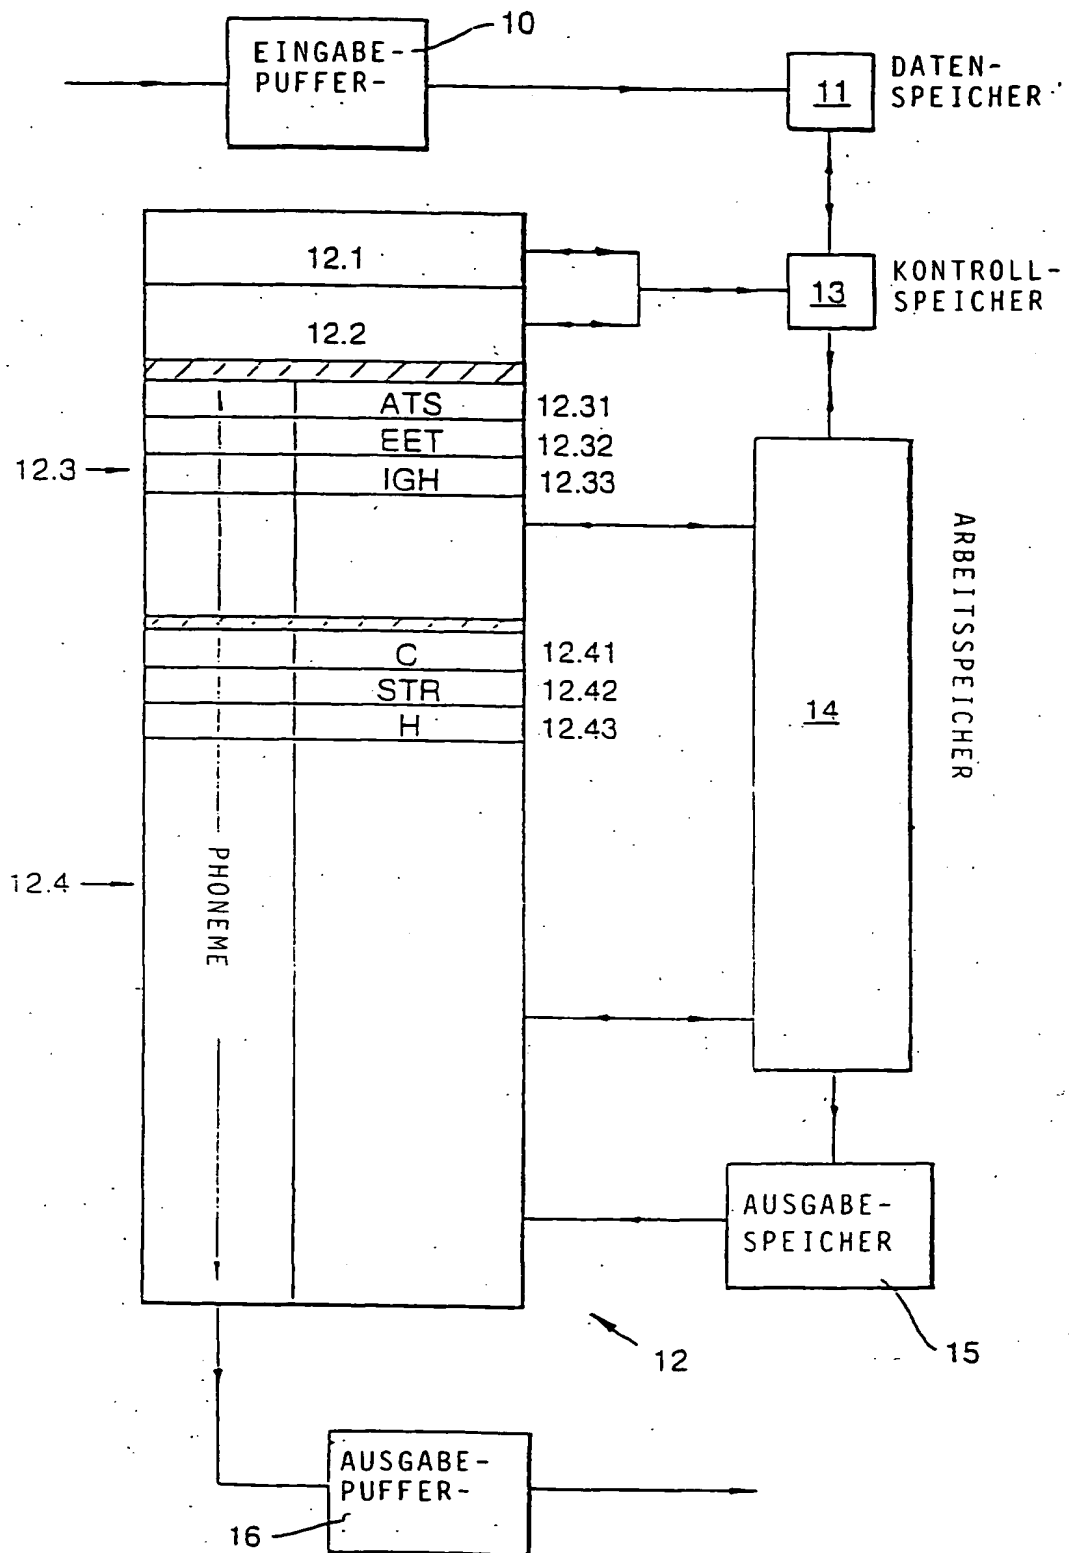 10
EINGABE-
PUFFER-
11
DATEN-
SPEICHER
12.1
13
KONTROLL-
SPEICHER
12.2
ATS 12.31
EET 12.32
12.3
IGH 12.33
ARBEITSSPEICHER
C 12.41
STR 12.42
H 12.43
14
12.4
PHONEME
AUSGABE-
SPEICHER
12
15
AUSGABE-
PUFFER-
16